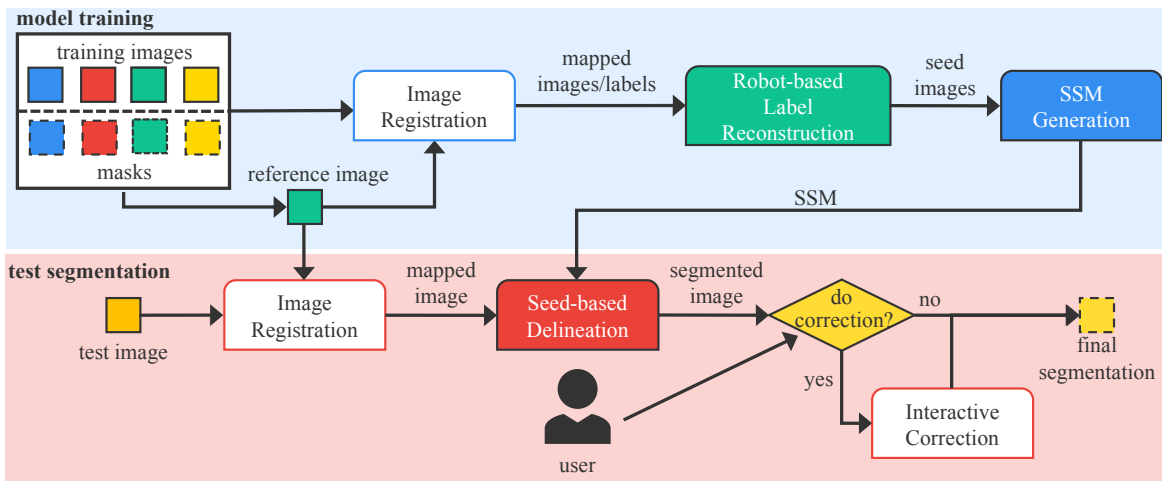 model training
training images
masks
reference image
Image
Registration
mapped
images/labels
Robot-based
Label
Reconstruction
seed
images
SSM
Generation
SSM
test segmentation
test image
Image
Registration
mapped
image
Seed-based
Delineation
segmented
image
do
correction?
no
yes
final
segmentation
Interactive
Correction
user